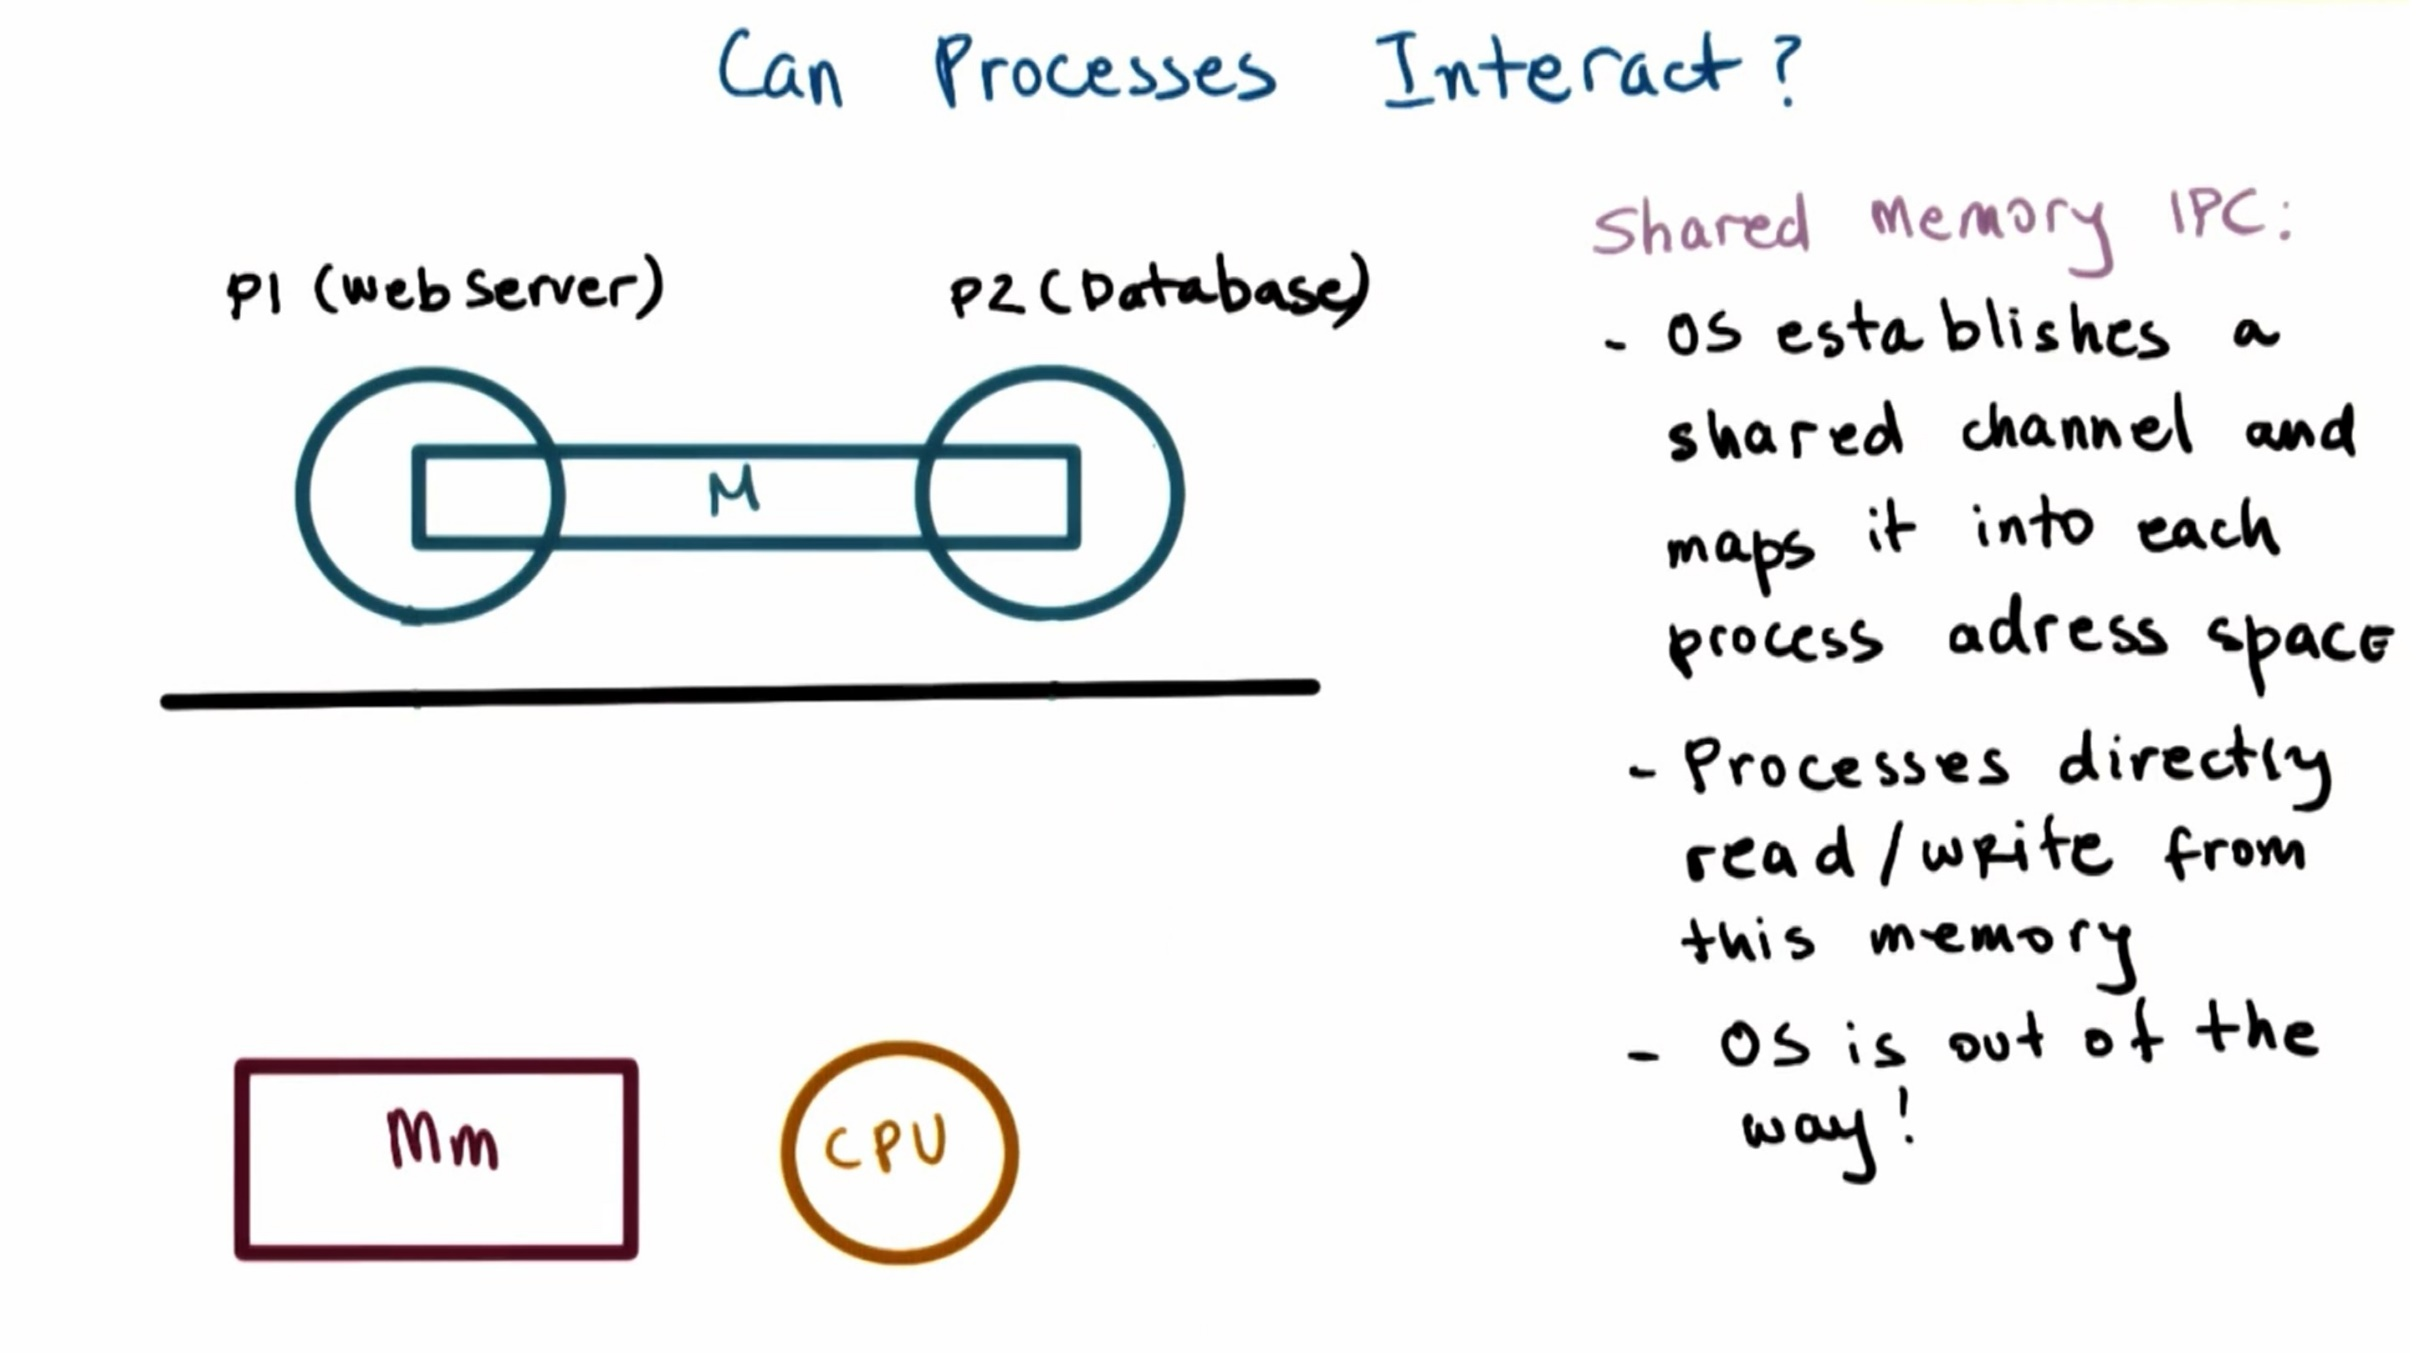 Can Processes Interact?
P1 (web server)
P2 (Database)
M
Mm
CPU
Shared memory IPC:
- OS establishes a
shared channel and
maps it into each
process adress space
- Processes directly
read/write from
this memory
- OS is out of the
way!